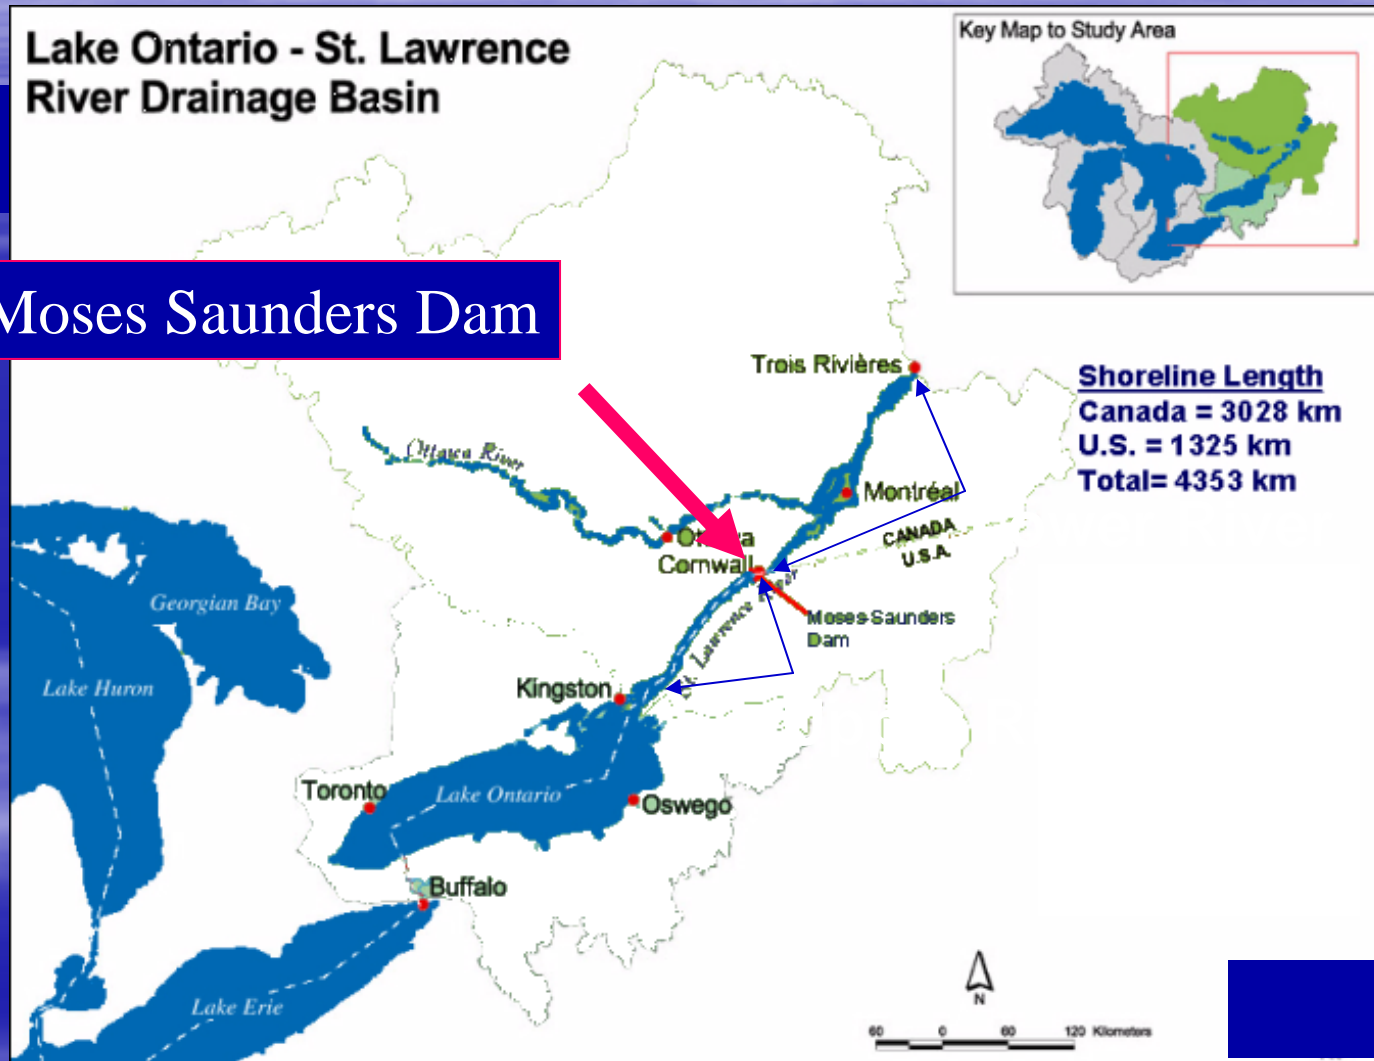 Lake Ontario - St. Lawrence
River Drainage Basin
Key Map to Study Area
Moses Saunders Dam
Trois Rivières
Shoreline Length
Canada = 3028 km
U.S. = 1325 km
Total= 4353 km
Ottawa River
Montréal
CANADA
U.S.A.
Cornwall
Lawrence
Moses-Saunders
Dam
Georgian Bay
Lake Huron
Kingston
Toronto
Lake Ontario
Oswego
Buffalo
Lake Erie
N
60 0 60 120 Kilometers